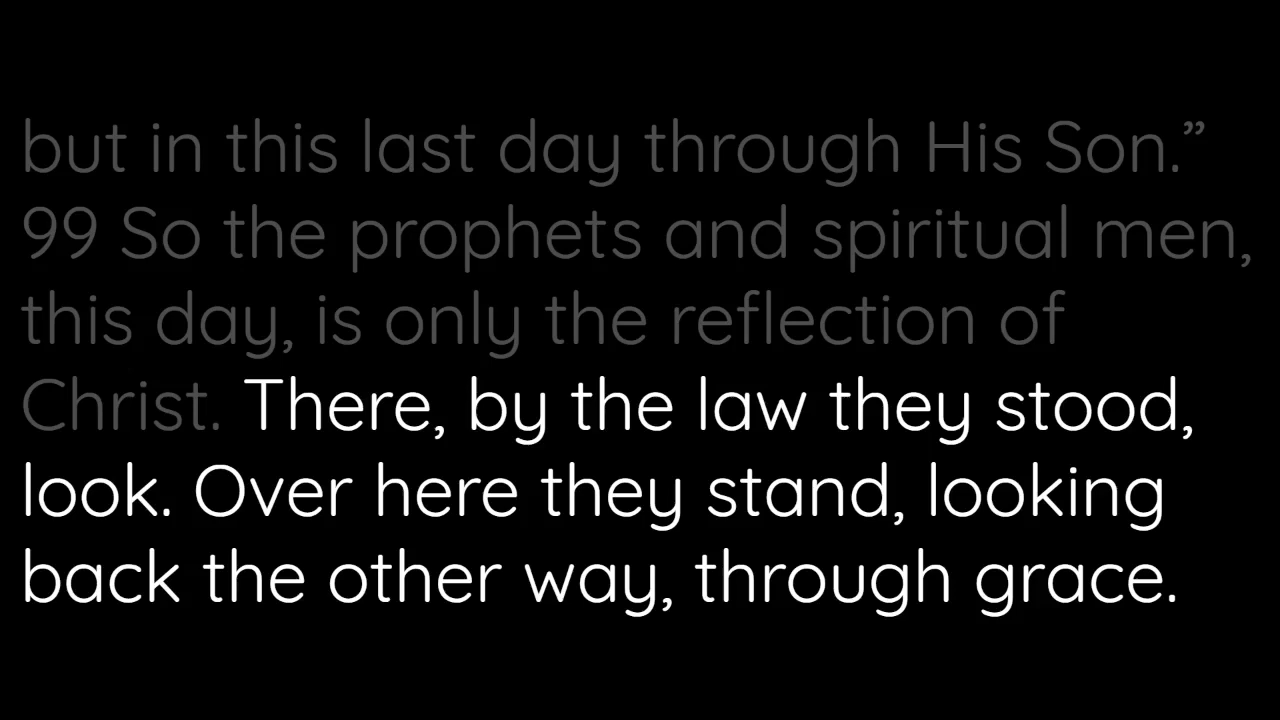 but in this last day through His Son.”
99 So the prophets and spiritual men,
this day, is only the reflection of
Christ. There, by the law they stood,
look. Over here they stand, looking
back the other way, through grace.